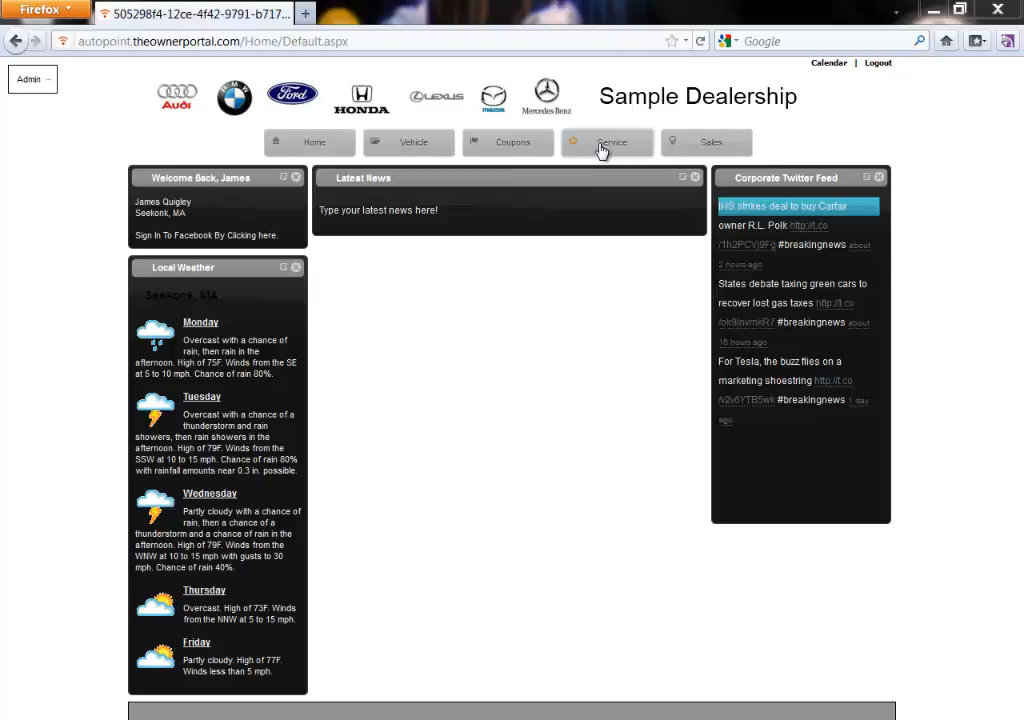 Firefox
505298f4-12ce-4f42-9791-b717...
autopoint.theownerportal.com/Home/Default.aspx
Google
Calendar | Logout
Admin
Audi
BMW
Ford
HONDA
LEXUS
mazda
Mercedes-Benz
Sample Dealership
Home
Vehicle
Coupons
Service
Sales
Welcome Back, James
James Quigley
Seekonk, MA
Sign In To Facebook By Clicking here.
Local Weather
Seekonk, MA
Monday
Overcast with a chance of
rain, then rain in the
afternoon. High of 75F. Winds from the SE
at 5 to 10 mph. Chance of rain 80%.
Tuesday
Overcast with a chance of a
thunderstorm and rain
showers, then rain showers in the
afternoon. High of 79F. Winds from the
SSW at 10 to 15 mph. Chance of rain 80%
with rainfall amounts near 0.3 in. possible.
Wednesday
Partly cloudy with a chance of
rain, then a chance of a
thunderstorm and a chance of rain in the
afternoon. High of 79F. Winds from the
WNW at 10 to 15 mph with gusts to 30
mph. Chance of rain 40%.
Thursday
Overcast. High of 73F. Winds
from the NNW at 5 to 15 mph.
Friday
Partly cloudy. High of 77F.
Winds less than 5 mph.
Latest News
Type your latest news here!
Corporate Twitter Feed
IHS strikes deal to buy Carfax
owner R.L. Polk http://t.co
/1h2PCVj9Fg #breakingnews about
2 hours ago
States debate taxing green cars to
recover lost gas taxes http://t.co
/ok9InvmkR7 #breakingnews about
16 hours ago
For Tesla, the buzz flies on a
marketing shoestring http://t.co
/v2v6YTB5wk #breakingnews 1 day
ago